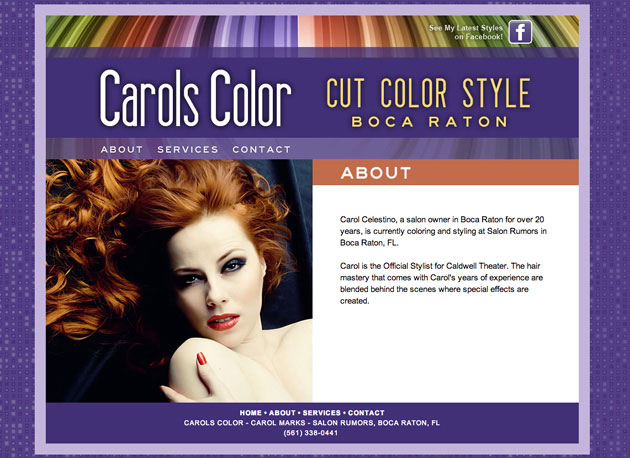 See My Latest Styles
on Facebook!
f
Carols Color
CUT COLOR STYLE
BOCA RATON
ABOUT SERVICES CONTACT
ABOUT
Carol Celestino, a salon owner in Boca Raton for over 20
years, is currently coloring and styling at Salon Rumors in
Boca Raton, FL.
Carol is the Official Stylist for Caldwell Theater. The hair
mastery that comes with Carol's years of experience are
blended behind the scenes where special effects are
created.
HOME • ABOUT • SERVICES • CONTACT
CAROLS COLOR - CAROL MARKS - SALON RUMORS, BOCA RATON, FL
(561) 338-0441